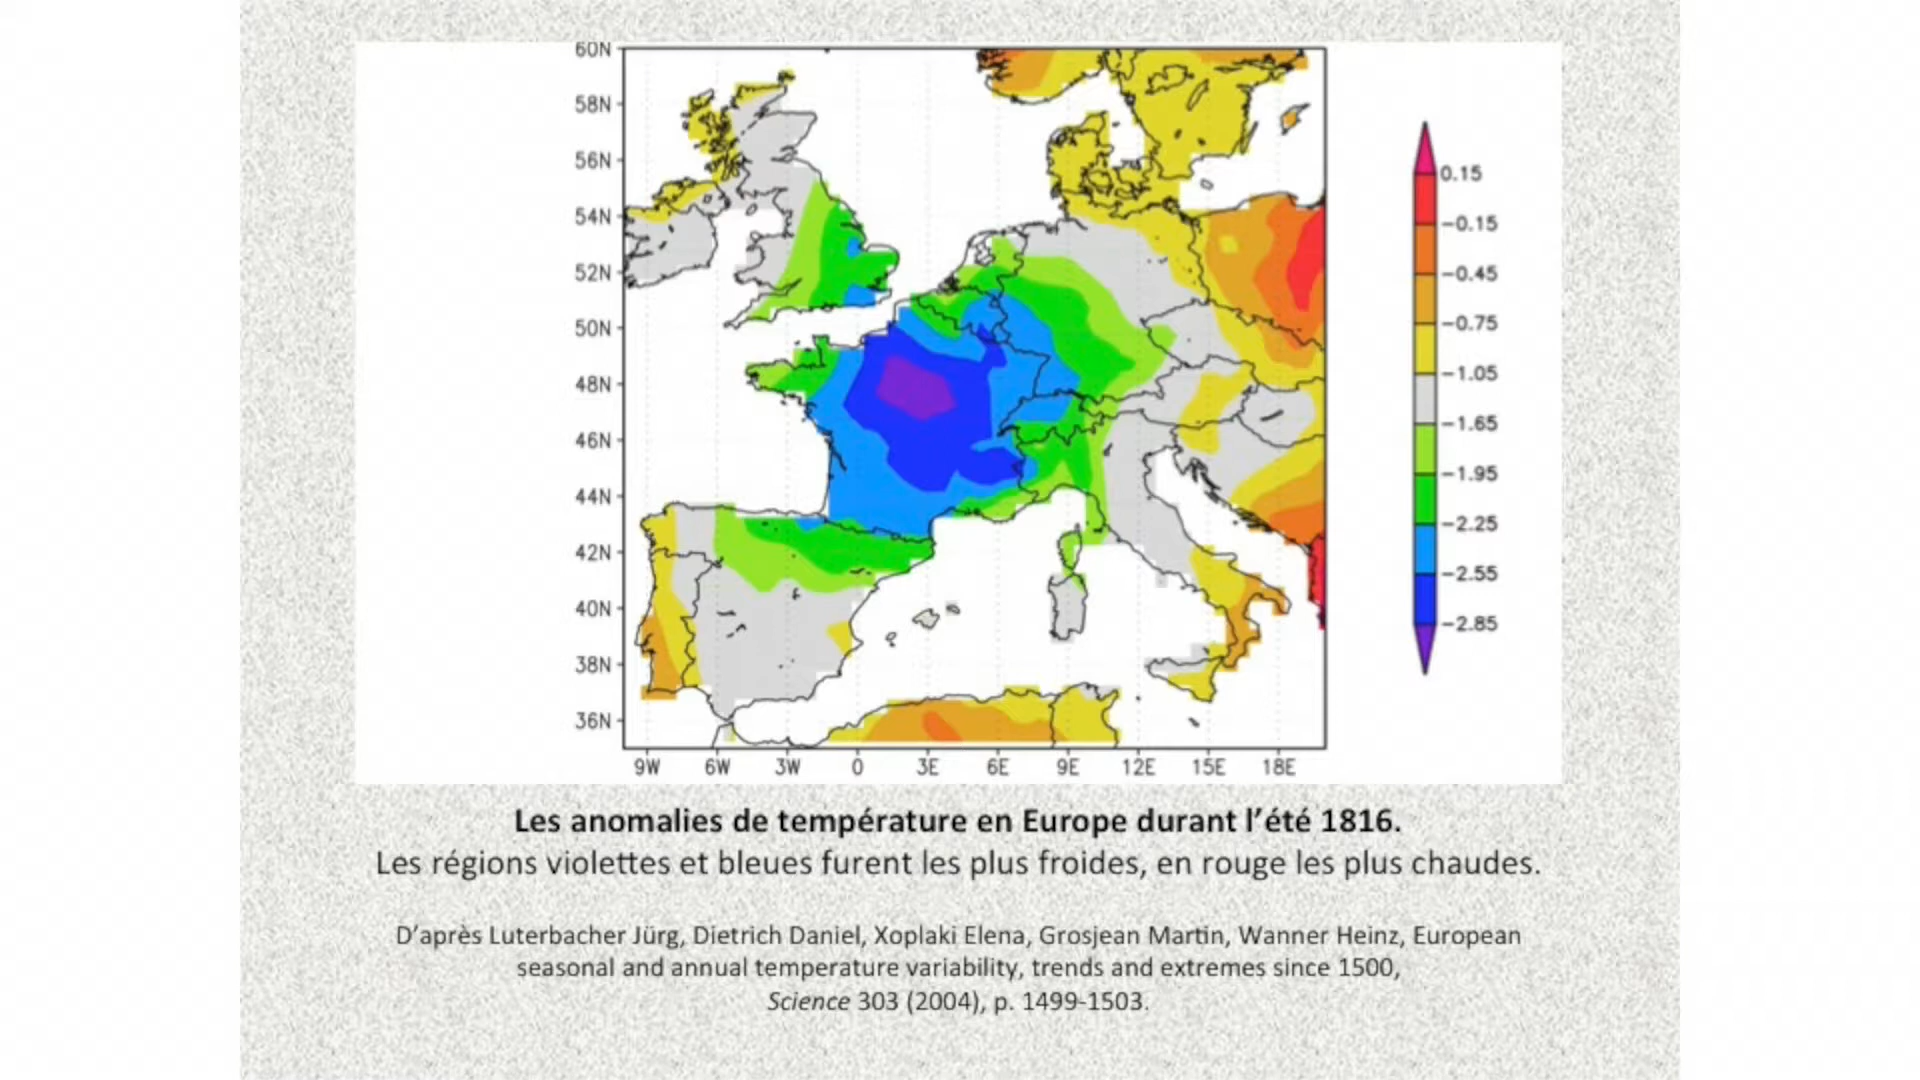 60N
58N
56N
54N
52N
50N
48N
46N
44N
42N
40N
38N
36N
9W 6W 3W 0 3E 6E 9E 12E 15E 18E
0.15
-0.15
-0.45
-0.75
-1.05
-1.65
-1.95
-2.25
-2.55
-2.85
Les anomalies de température en Europe durant l’été 1816.
Les régions violettes et bleues furent les plus froides, en rouge les plus chaudes.
D’après Luterbacher Jürg, Dietrich Daniel, Xoplaki Elena, Grosjean Martin, Wanner Heinz, European
seasonal and annual temperature variability, trends and extremes since 1500,
Science 303 (2004), p. 1499-1503.